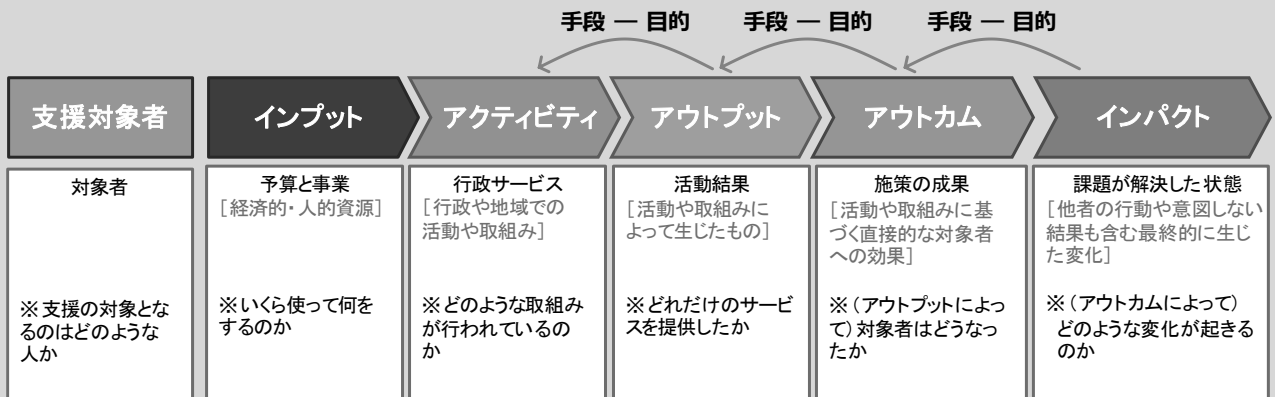 手段 ― 目的
手段 ― 目的
手段 ― 目的
支援対象者
インプット
アクティビティ
アウトプット
アウトカム
インパクト
対象者
※支援の対象とな
るのはどのような
人か
予算と事業
［経済的・人的資源］
※いくら使って何を
するのか
行政サービス
［行政や地域での
活動や取組み］
※どのような取組み
が行われているの
か
活動結果
［活動や取組みに
よって生じたもの］
※どれだけのサービ
スを提供したか
施策の成果
［活動や取組みに基
づく直接的な対象者
への効果］
※（アウトプットによっ
て）対象者はどうなっ
たか
課題が解決した状態
［他者の行動や意図しない
結果も含む最終的に生じ
た変化］
※（アウトカムによって）
どのような変化が起きる
のか